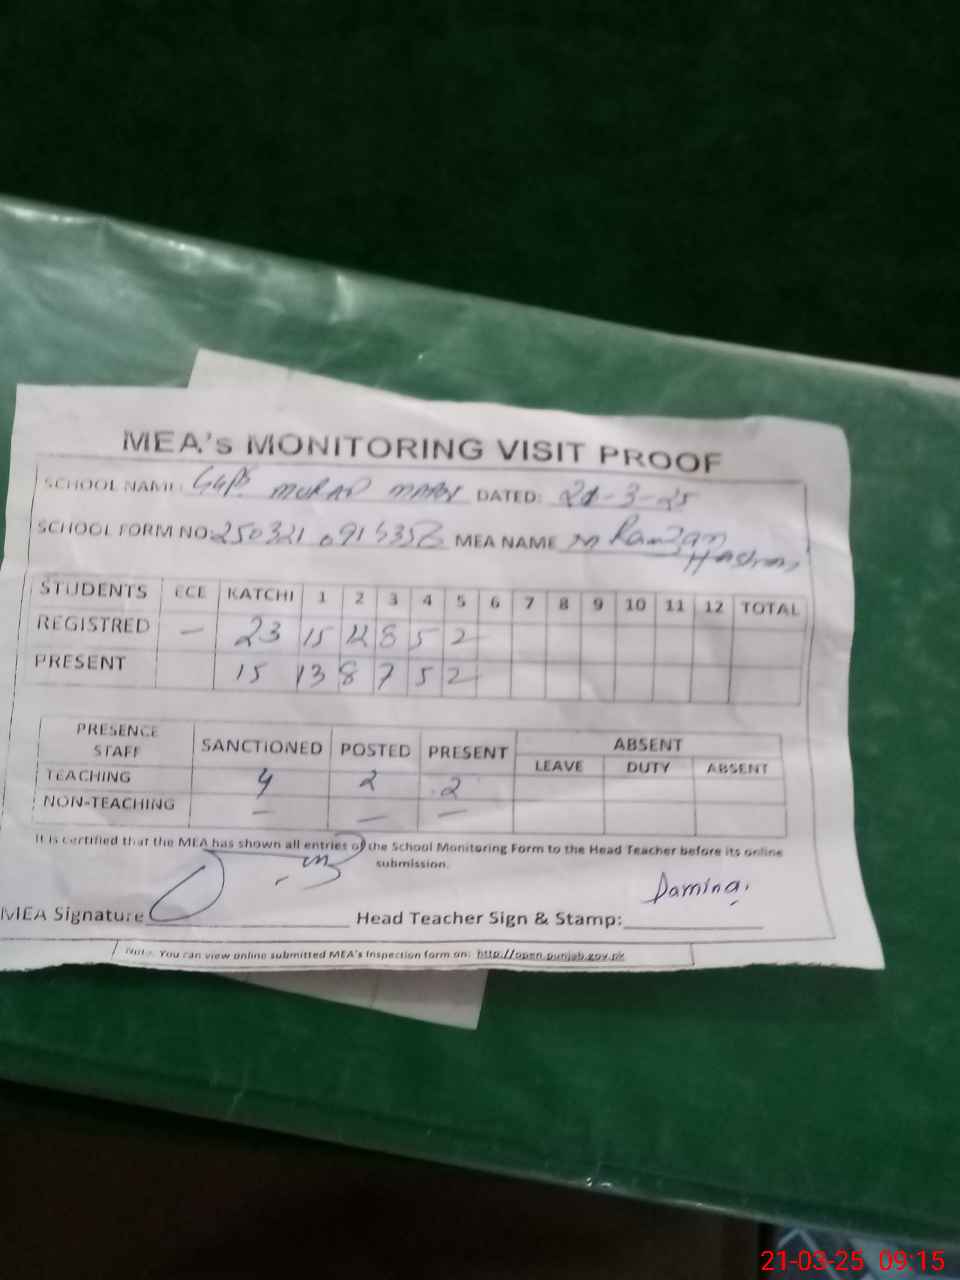 MEA's MONITORING VISIT PROOF
SCHOOL NAME: MURAD DATED: 21-3-25
SCHOOL FORM NO: 250321 MEA NAME M Ramzan
STUDENTS ECE KATCHI 1 2 3 4 5 6 7 8 9 10 11 12 TOTAL
REGISTRED — 23 15 12 8 5 2
PRESENT 15 13 8 7 5 2
PRESENCE STAFF SANCTIONED POSTED PRESENT ABSENT
LEAVE DUTY ABSENT
TEACHING 4 2 2
NON-TEACHING — — —
It is certified that the MEA has shown all entries of the School Monitoring Form to the Head Teacher before its online
submission.
MEA Signature Head Teacher Sign & Stamp:
Note: You can view online submitted MEA's Inspection form on: http://open.punjab.gov.pk
21-03-25 09:15